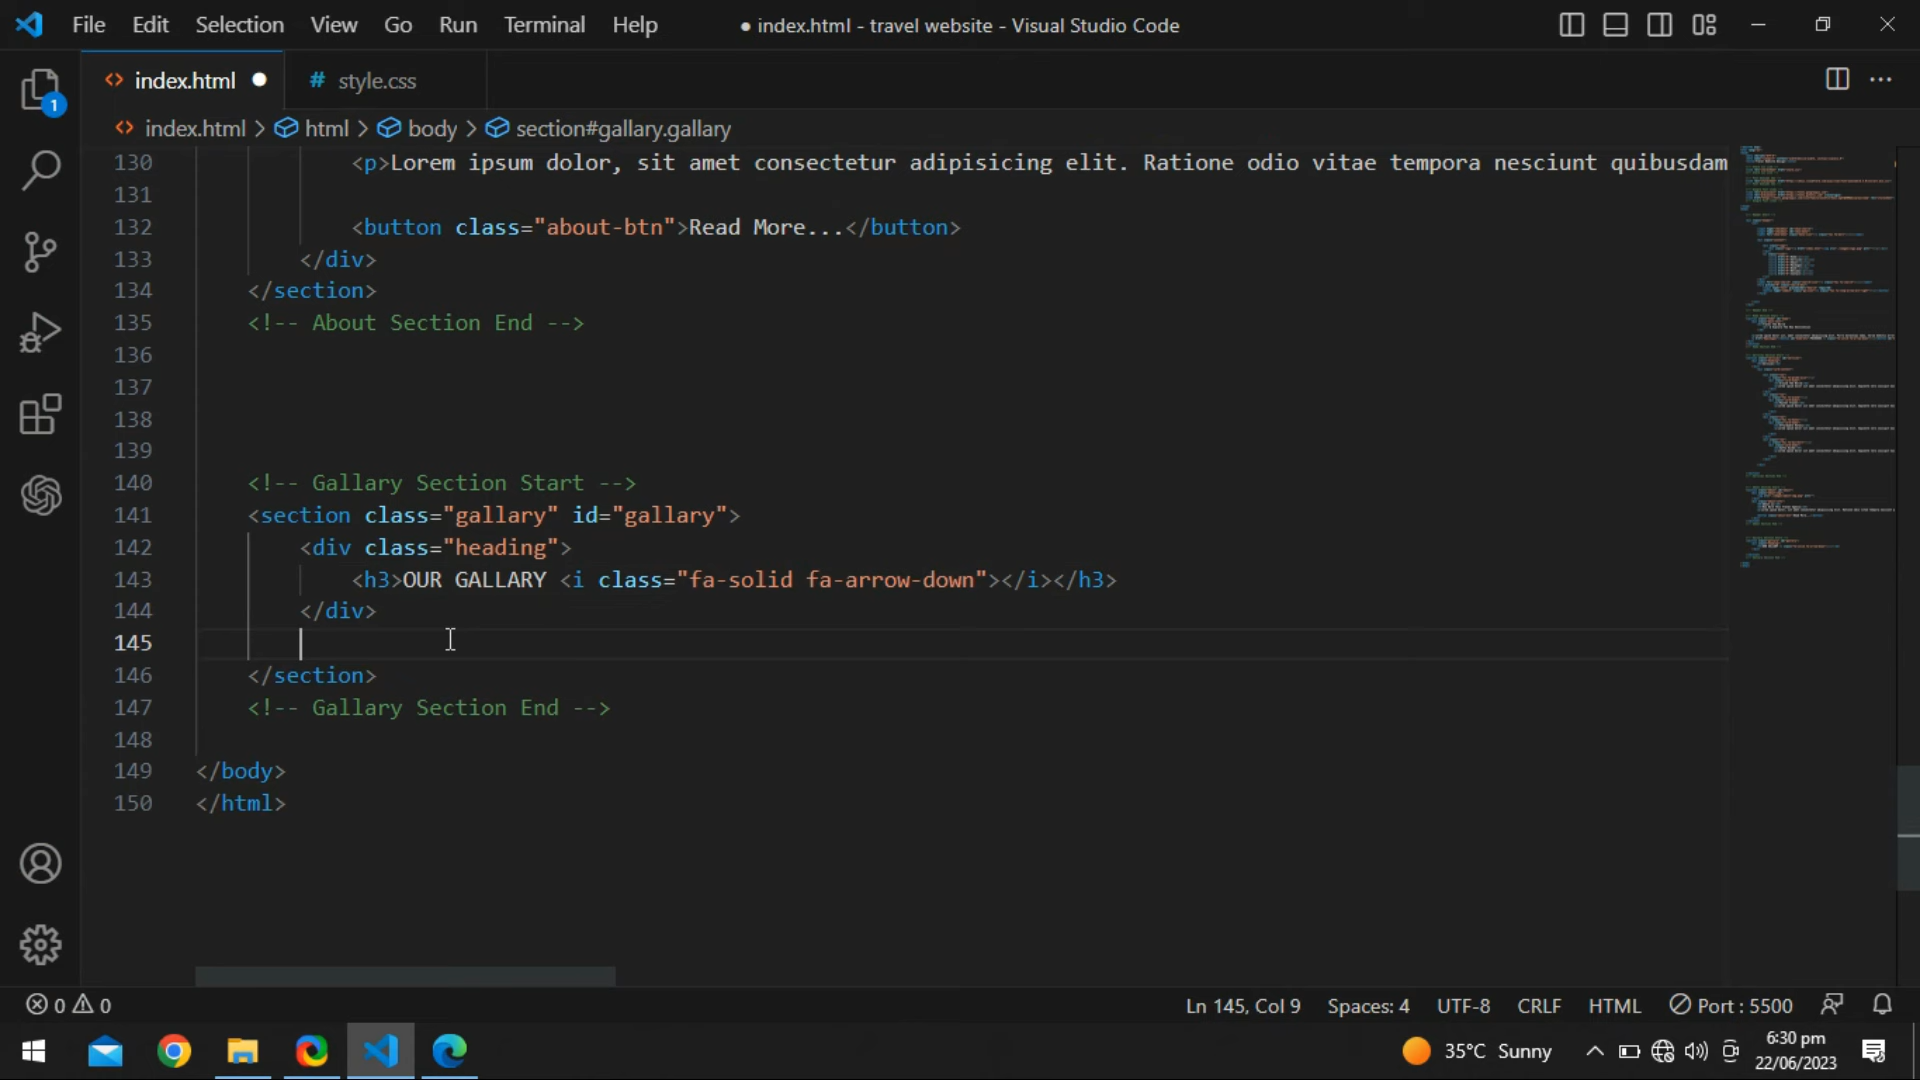 File Edit Selection View Go Run Terminal Help ● index.html - travel website - Visual Studio Code
index.html # style.css
index.html > html > body > section#gallary.gallary
130 <p>Lorem ipsum dolor, sit amet consectetur adipisicing elit. Ratione odio vitae tempora nesciunt quibusdam
131
132 <button class="about-btn">Read More...</button>
133 </div>
134 </section>
135 <!-- About Section End -->
136
137
138
139
140 <!-- Gallary Section Start -->
141 <section class="gallary" id="gallary">
142 <div class="heading">
143 <h3>OUR GALLARY <i class="fa-solid fa-arrow-down"></i></h3>
144 </div>
145
146 </section>
147 <!-- Gallary Section End -->
148
149 </body>
150 </html>
1
0 0 Ln 145, Col 9 Spaces: 4 UTF-8 CRLF HTML Port : 5500
35°C Sunny 6:30 pm
22/06/2023